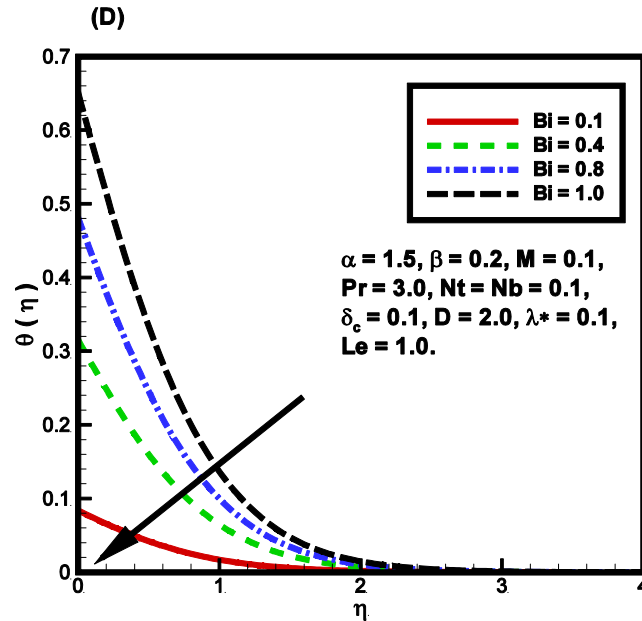 (D)
0.7
0.6
0.5
0.4
0.3
0.2
0.1
0
θ ( η )
Bi = 0.1
Bi = 0.4
Bi = 0.8
Bi = 1.0
α = 1.5, β = 0.2, M = 0.1,
Pr = 3.0, Nt = Nb = 0.1,
δc = 0.1, D = 2.0, λ* = 0.1,
Le = 1.0.
0 1 2 3 4
η